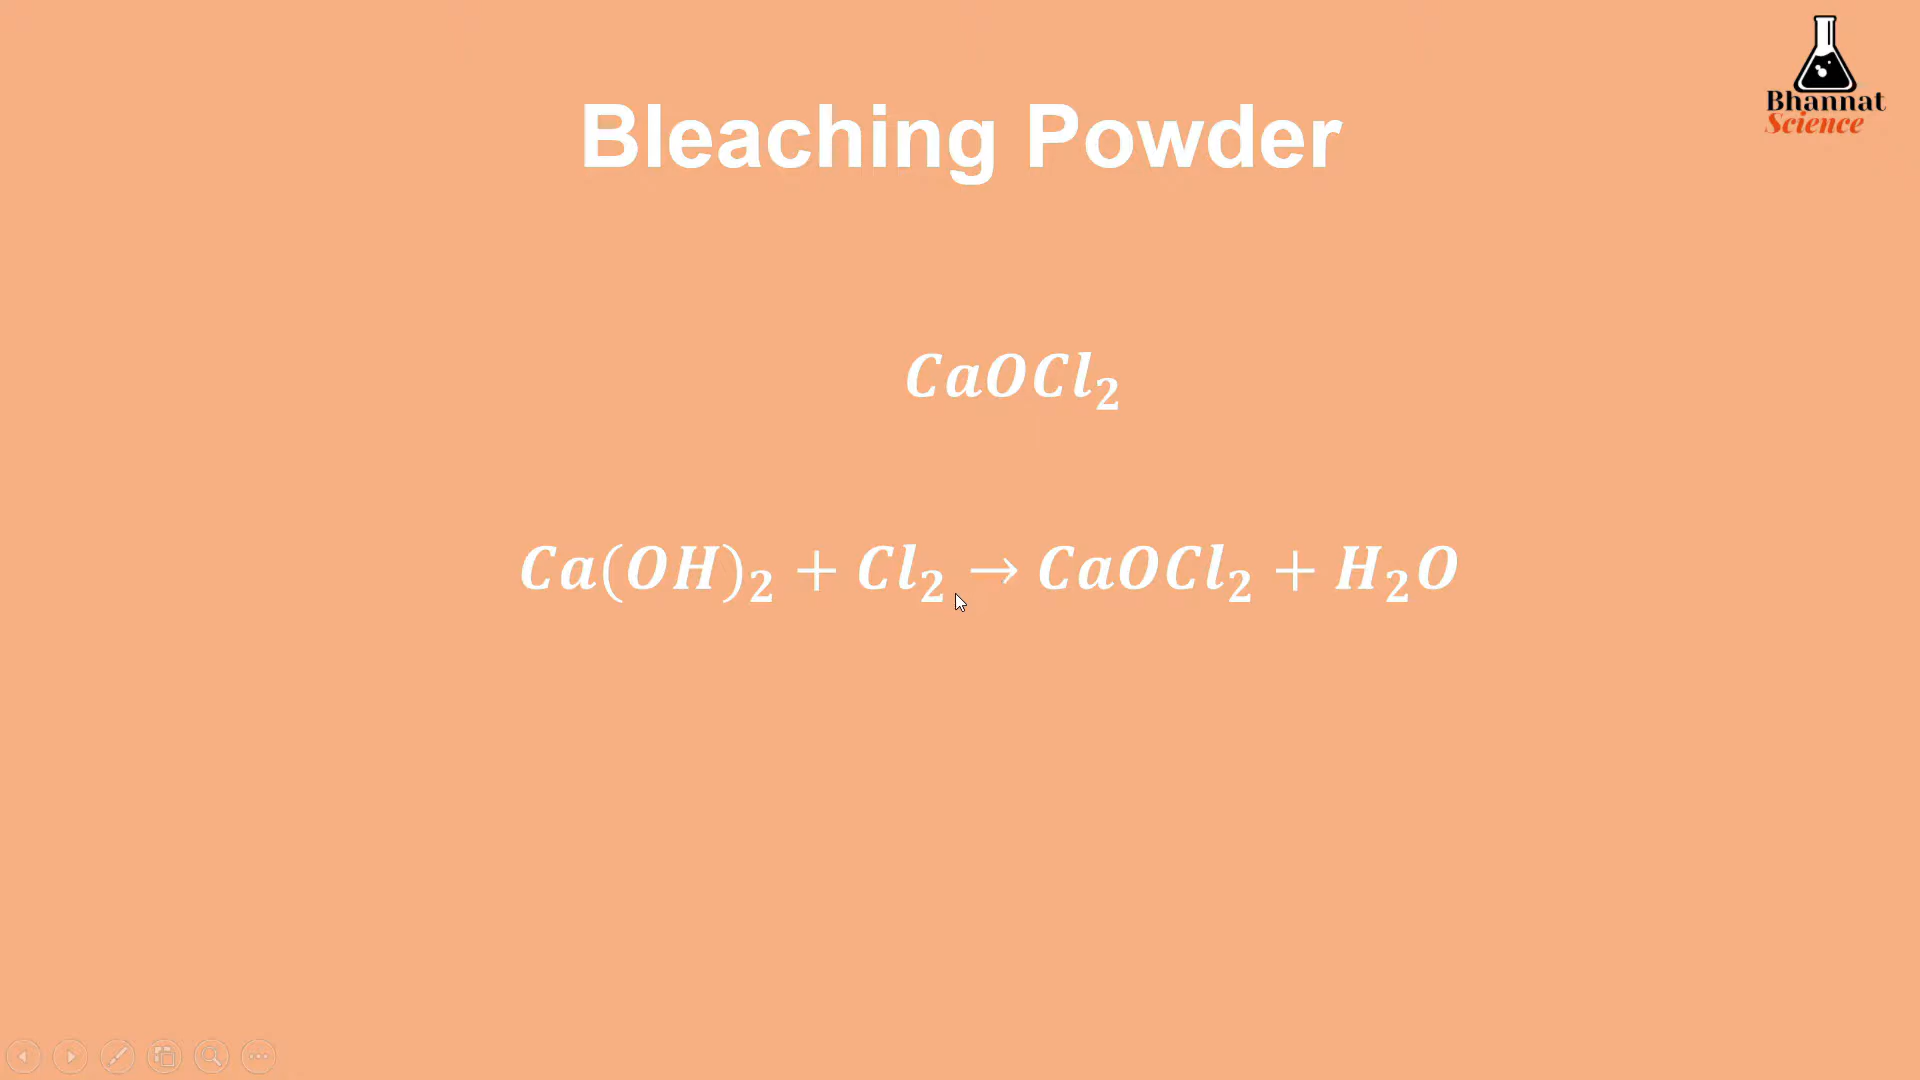 Bhannat
Science
Bleaching Powder
CaOCl₂
Ca(OH)₂ + Cl₂ → CaOCl₂ + H₂O